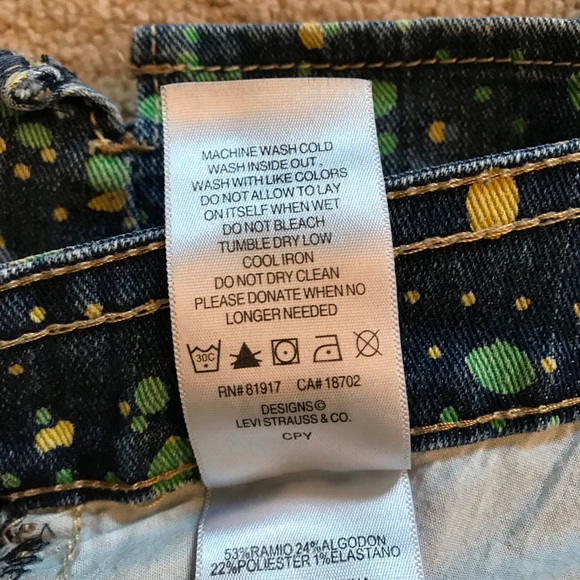 MACHINE WASH COLD
WASH INSIDE OUT.
WASH WITH LIKE COLORS
DO NOT ALLOW TO LAY
ON ITSELF WHEN WET
DO NOT BLEACH
TUMBLE DRY LOW
COOL IRON
DO NOT DRY CLEAN
PLEASE DONATE WHEN NO
LONGER NEEDED
30C
RN# 81917 CA# 18702
DESIGNS©
LEVI STRAUSS & CO.
CPY
53%RAMIO 24%ALGODON
22%POLIESTER 1%ELASTANO